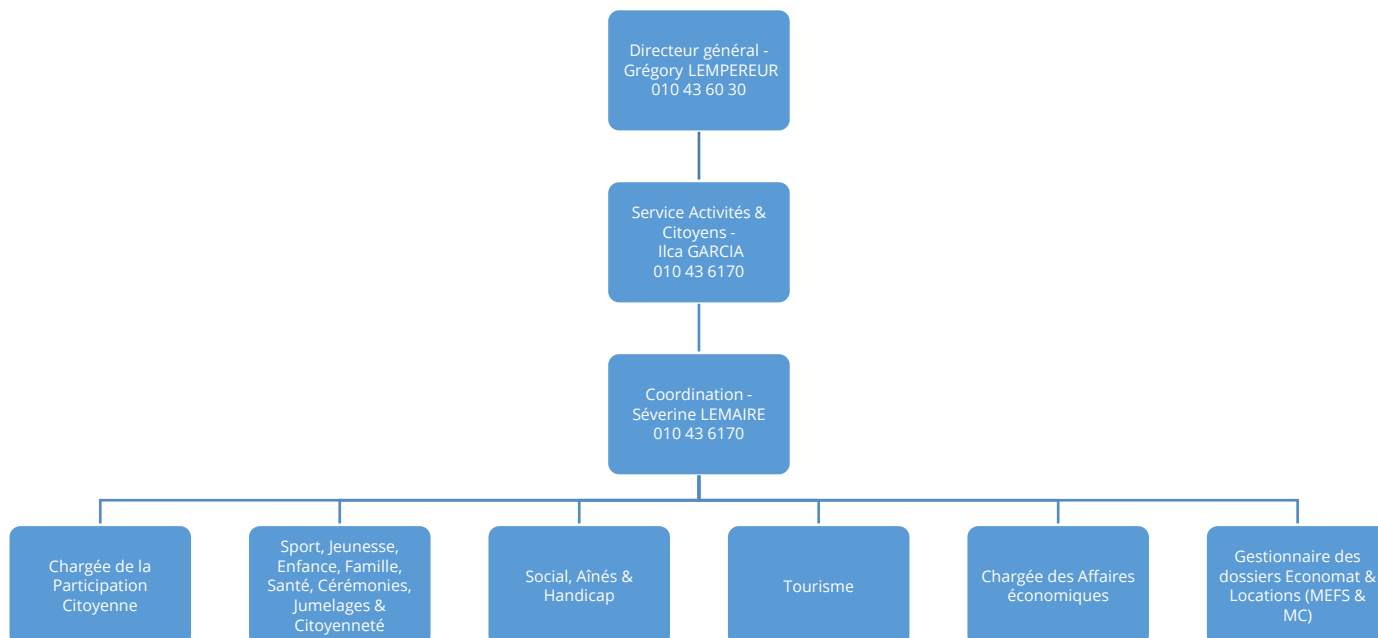 Directeur général -
Grégory LEMPEREUR
010 43 60 30
Service Activités &
Citoyens -
Ilca GARCIA
010 43 6170
Coordination -
Séverine LEMAIRE
010 43 6170
Chargée de la
Participation
Citoyenne
Sport, Jeunesse,
Enfance, Famille,
Santé, Cérémonies,
Jumelages &
Citoyenneté
Social, Aînés &
Handicap
Tourisme
Chargée des Affaires
économiques
Gestionnaire des
dossiers Economat &
Locations (MEFS &
MC)